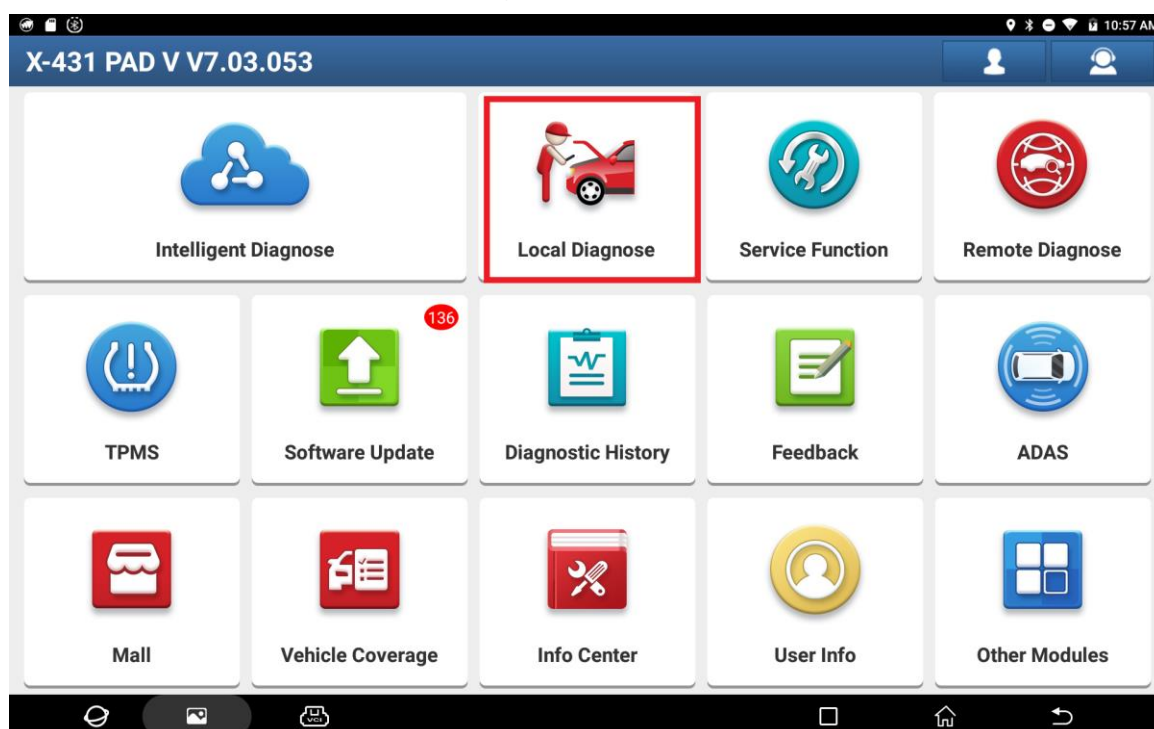 10:57 AM
X-431 PAD V V7.03.053
Intelligent Diagnose
Local Diagnose
Service Function
Remote Diagnose
136
TPMS
Software Update
Diagnostic History
Feedback
ADAS
Mall
Vehicle Coverage
Info Center
User Info
Other Modules
VCI